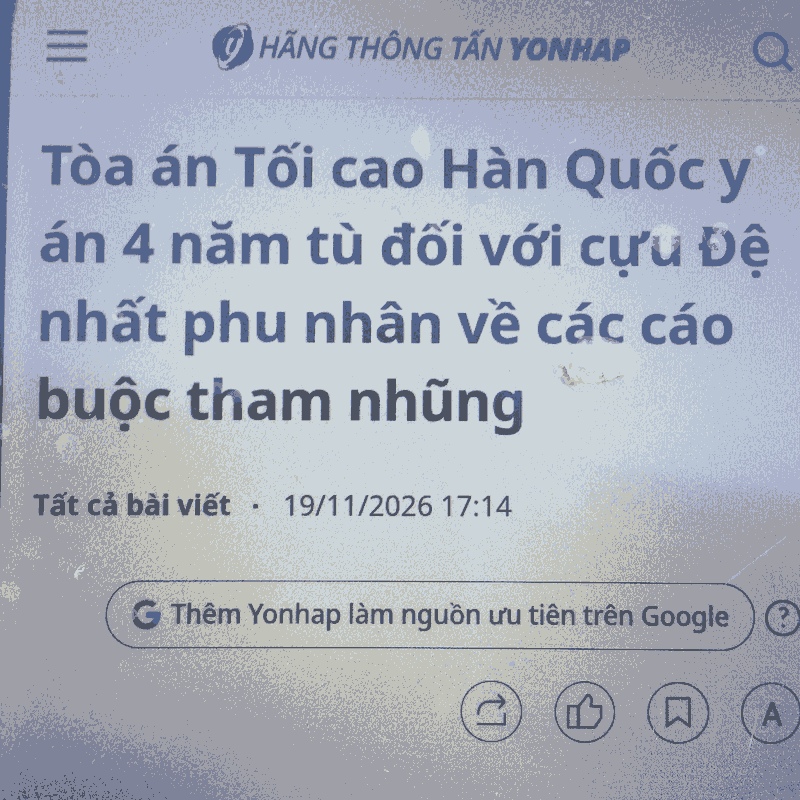 HÃNG THÔNG TẤN YONHAP
Tòa án Tối cao Hàn Quốc y
án 4 năm tù đối với cựu Đệ
nhất phu nhân về các cáo
buộc tham nhũng
Tất cả bài viết · 19/11/2026 17:14
G Thêm Yonhap làm nguồn ưu tiên trên Google ?
A